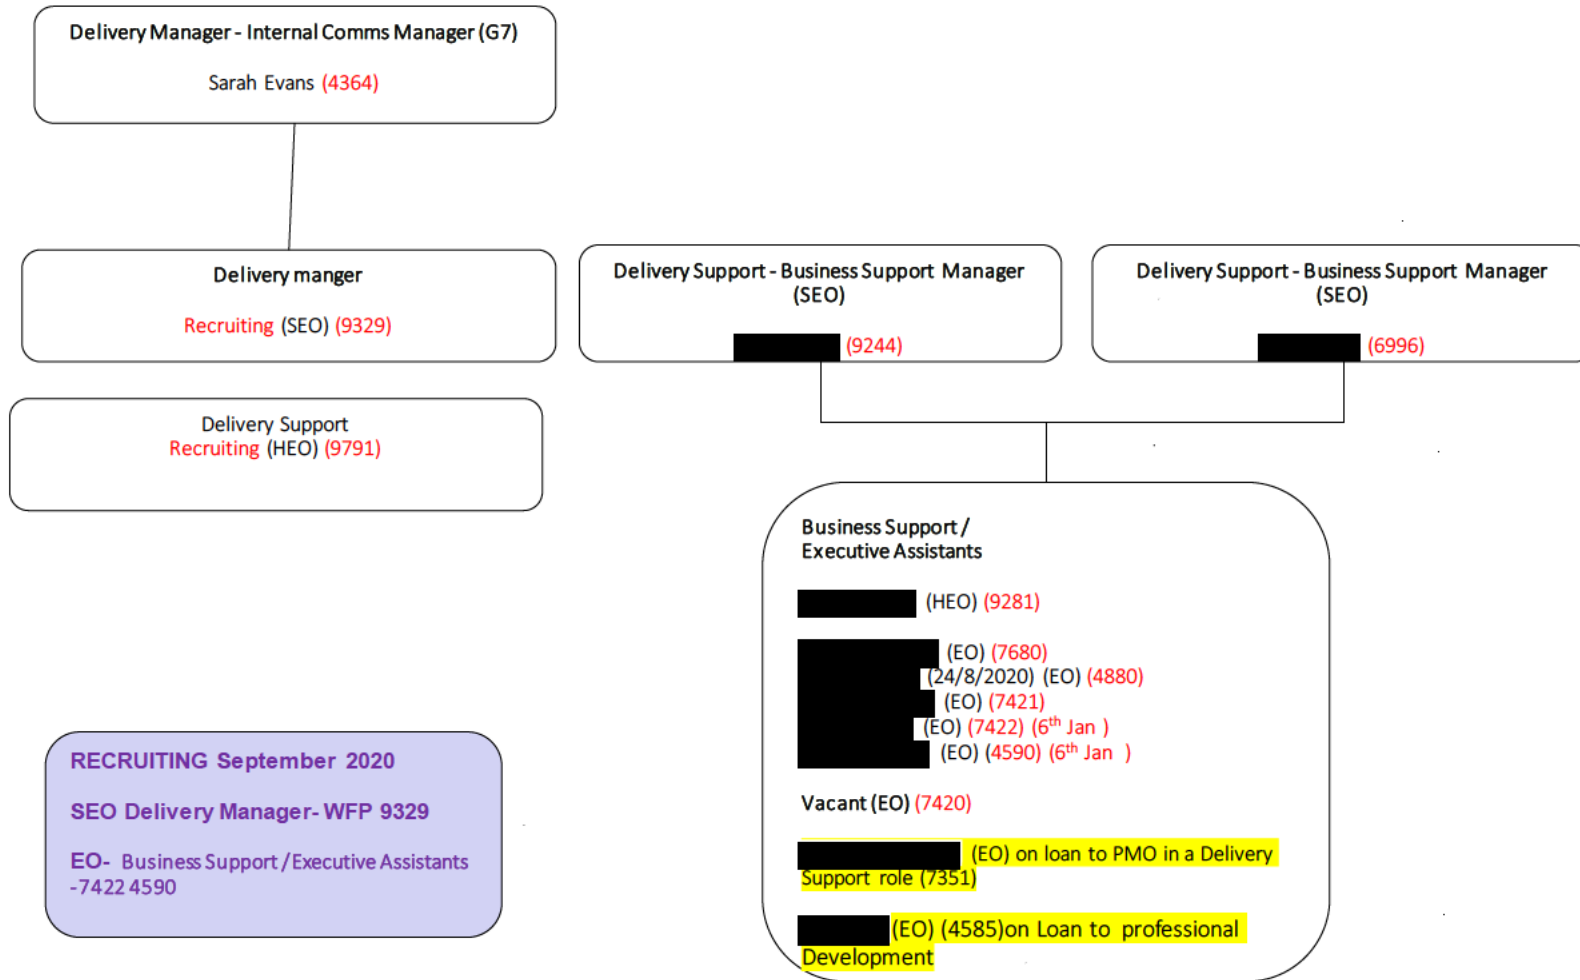 Delivery Manager - Internal Comms Manager (G7)
Sarah Evans (4364)
Delivery manger
Recruiting (SEO) (9329)
Delivery Support
Recruiting (HEO) (9791)
Delivery Support - Business Support Manager
(SEO)
(9244)
Delivery Support - Business Support Manager
(SEO)
(6996)
Business Support /
Executive Assistants
(HEO) (9281)
(EO) (7680)
(24/8/2020) (EO) (4880)
(EO) (7421)
(EO) (7422) (6th Jan )
(EO) (4590) (6th Jan )
Vacant (EO) (7420)
(EO) on loan to PMO in a Delivery
Support role (7351)
(EO) (4585)on Loan to professional
Development
RECRUITING September 2020
SEO Delivery Manager- WFP 9329
EO- Business Support /Executive Assistants
-7422 4590